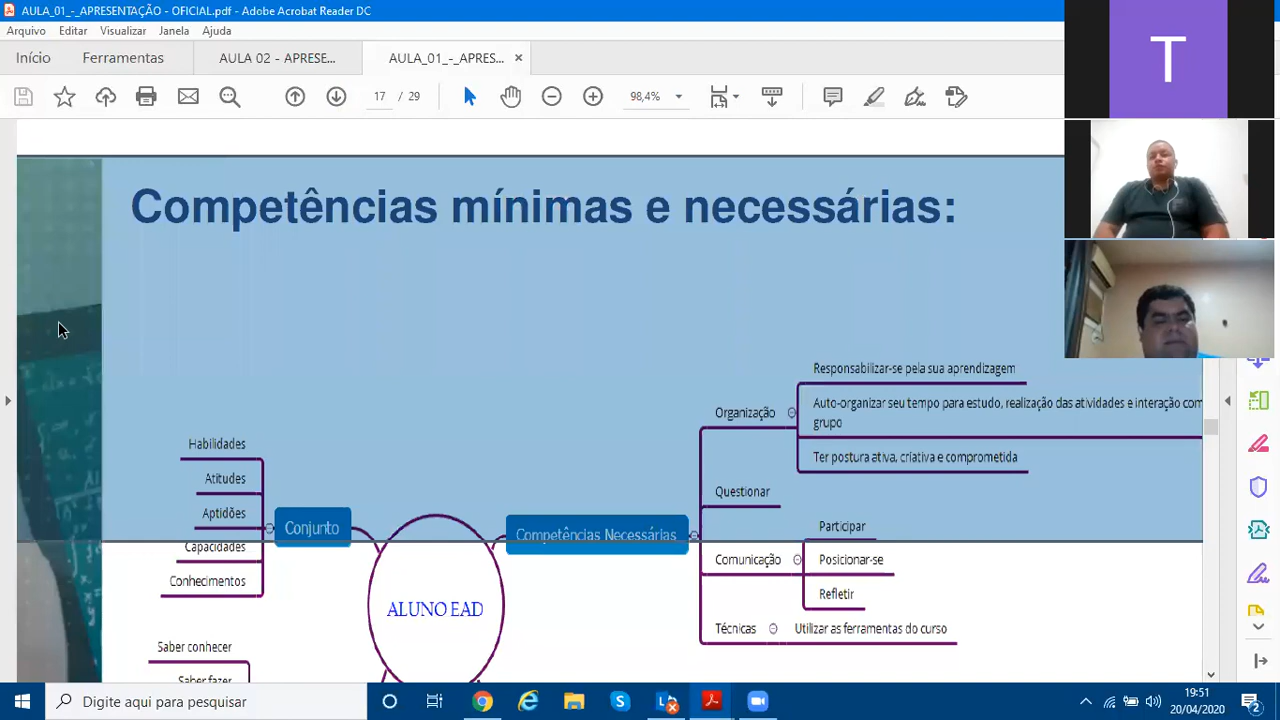 AULA_01_-_APRESENTAÇÃO - OFICIAL.pdf - Adobe Acrobat Reader DC
Arquivo Editar Visualizar Janela Ajuda
Início Ferramentas AULA 02 - APRESE... AULA_01_-_APRES... ×
17 / 29 98,4%
T
Competências mínimas e necessárias:
Responsabilizar-se pela sua aprendizagem
Organização
Auto-organizar seu tempo para estudo, realização das atividades e interação com
grupo
Ter postura ativa, criativa e comprometida
Habilidades
Atitudes
Aptidões
Capacidades
Conhecimentos
Conjunto
Competências Necessárias
Questionar
Participar
Comunicação
Posicionar-se
Refletir
Técnicas
Utilizar as ferramentas do curso
ALUNO EAD
Saber conhecer
Saber fazer
Digite aqui para pesquisar
19:51
20/04/2020
2